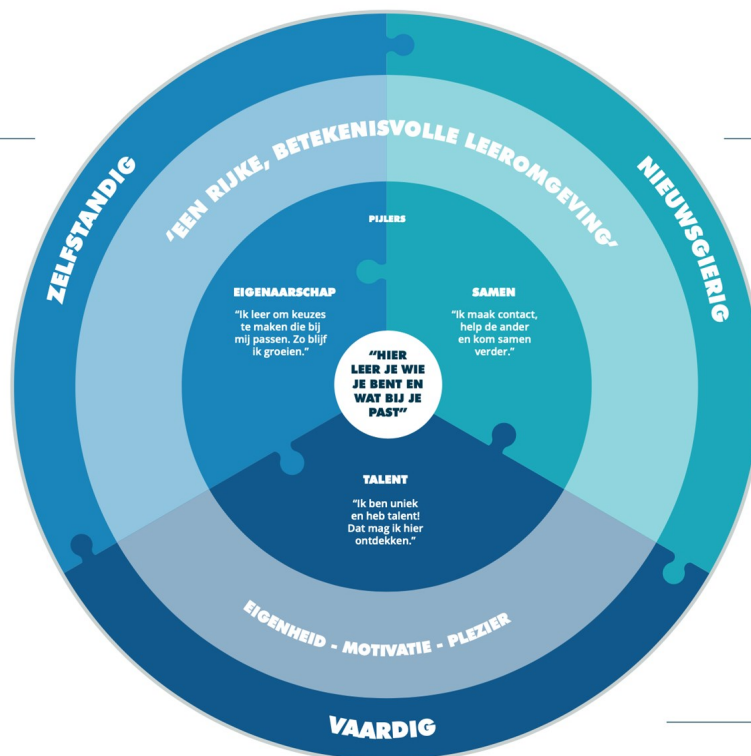 'EEN RIJKE, BETEKENISVOLLE LEEROMGEVING'
ZELFSTANDIG
NIEUWSGIERIG
PIJLERS
EIGENAARSCHAP
"Ik leer om keuzes
te maken die bij
mij passen. Zo blijf
ik groeien."
SAMEN
"Ik maak contact,
help de ander
en kom samen
verder."
"HIER
LEER JE WIE
JE BENT EN
WAT BIJ JE
PAST"
TALENT
"Ik ben uniek
en heb talent!
Dat mag ik hier
ontdekken."
EIGENHEID - MOTIVATIE - PLEZIER
VAARDIG